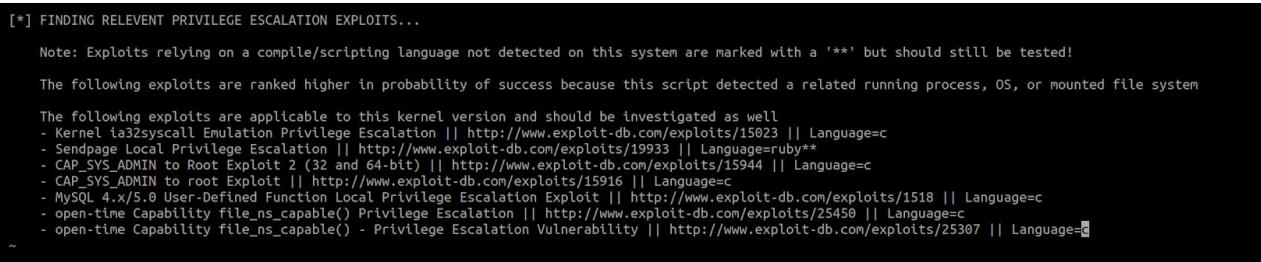 [*] FINDING RELEVENT PRIVILEGE ESCALATION EXPLOITS...
Note: Exploits relying on a compile/scripting language not detected on this system are marked with a '**' but should still be tested!
The following exploits are ranked higher in probability of success because this script detected a related running process, OS, or mounted file system
The following exploits are applicable to this kernel version and should be investigated as well
- Kernel ia32syscall Emulation Privilege Escalation || http://www.exploit-db.com/exploits/15023 || Language=c
- Sendpage Local Privilege Escalation || http://www.exploit-db.com/exploits/19933 || Language=ruby**
- CAP_SYS_ADMIN to Root Exploit 2 (32 and 64-bit) || http://www.exploit-db.com/exploits/15944 || Language=c
- CAP_SYS_ADMIN to root Exploit || http://www.exploit-db.com/exploits/15916 || Language=c
- MySQL 4.x/5.0 User-Defined Function Local Privilege Escalation Exploit || http://www.exploit-db.com/exploits/1518 || Language=c
- open-time Capability file_ns_capable() Privilege Escalation || http://www.exploit-db.com/exploits/25450 || Language=c
- open-time Capability file_ns_capable() - Privilege Escalation Vulnerability || http://www.exploit-db.com/exploits/25307 || Language=c
~